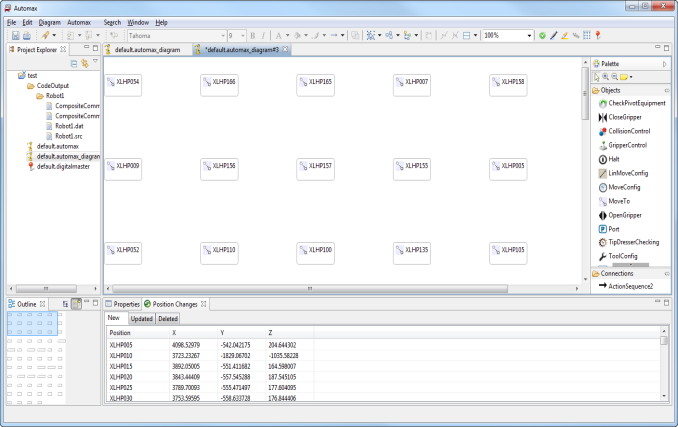 Automax
File Edit Diagram Automax Search Window Help
Tahoma 9 B I A 100%
Project Explorer
default.automax_diagram
*default.automax_diagram#3
test
CodeOutput
Robot1
CompositeComm
CompositeComm
Robot1.dat
Robot1.src
default.automax
default.automax_diagran
default.digitalmaster
XLHP054 XLHP166 XLHP165 XLHP007 XLHP158
XLHP009 XLHP156 XLHP157 XLHP155 XLHP005
XLHP052 XLHP110 XLHP100 XLHP135 XLHP105
Palette
Objects
CheckPivotEquipment
CloseGripper
CollisionControl
GripperControl
Halt
LinMoveConfig
MoveConfig
MoveTo
OpenGripper
Port
TipDresserChecking
ToolConfig
Connections
ActionSequence2
Outline
Properties Position Changes
New Updated Deleted
Position X Y Z
XLHP005 4098.52979 -542.042175 204.644302
XLHP010 3723.23267 -1829.06702 -1035.58228
XLHP015 3892.05005 -551.411682 164.598007
XLHP020 3843.44409 -557.545288 187.545105
XLHP025 3789.70093 -555.471497 177.604095
XLHP030 3753.59595 -558.633728 176.844406